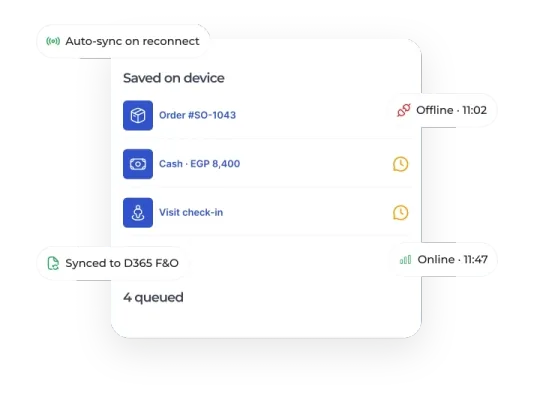 Auto-sync on reconnect
Saved on device
Order #SO-1043
Offline · 11:02
Cash · EGP 8,400
Visit check-in
Synced to D365 F&O
Online · 11:47
4 queued